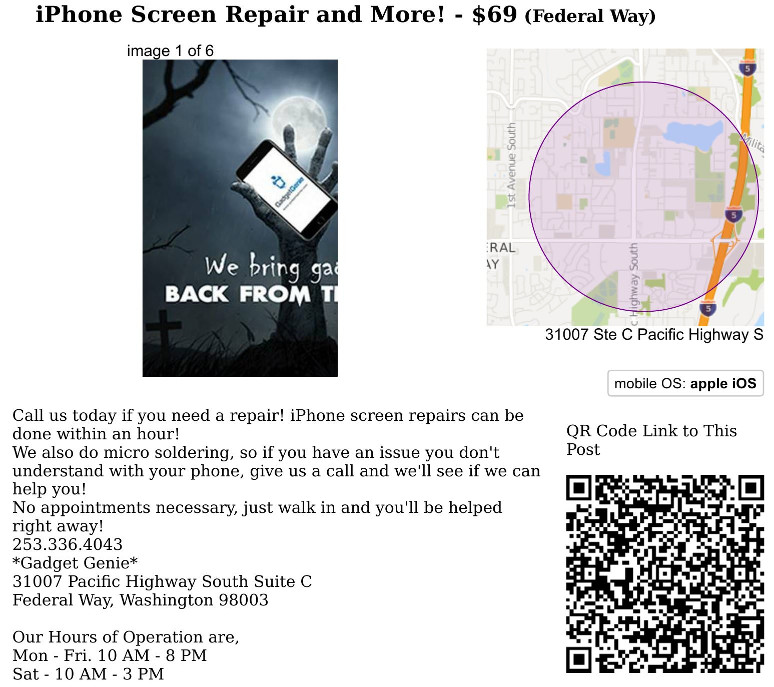 iPhone Screen Repair and More! - $69 (Federal Way)
image 1 of 6
GadgetGenie
We bring gad
BACK FROM T
1st Avenue South
ERAL
AY
c Highway South
Milita
5
5
5
31007 Ste C Pacific Highway S
mobile OS: apple iOS
Call us today if you need a repair! iPhone screen repairs can be
done within an hour!
We also do micro soldering, so if you have an issue you don't
understand with your phone, give us a call and we'll see if we can
help you!
No appointments necessary, just walk in and you'll be helped
right away!
253.336.4043
*Gadget Genie*
31007 Pacific Highway South Suite C
Federal Way, Washington 98003
Our Hours of Operation are,
Mon - Fri. 10 AM - 8 PM
Sat - 10 AM - 3 PM
QR Code Link to This
Post